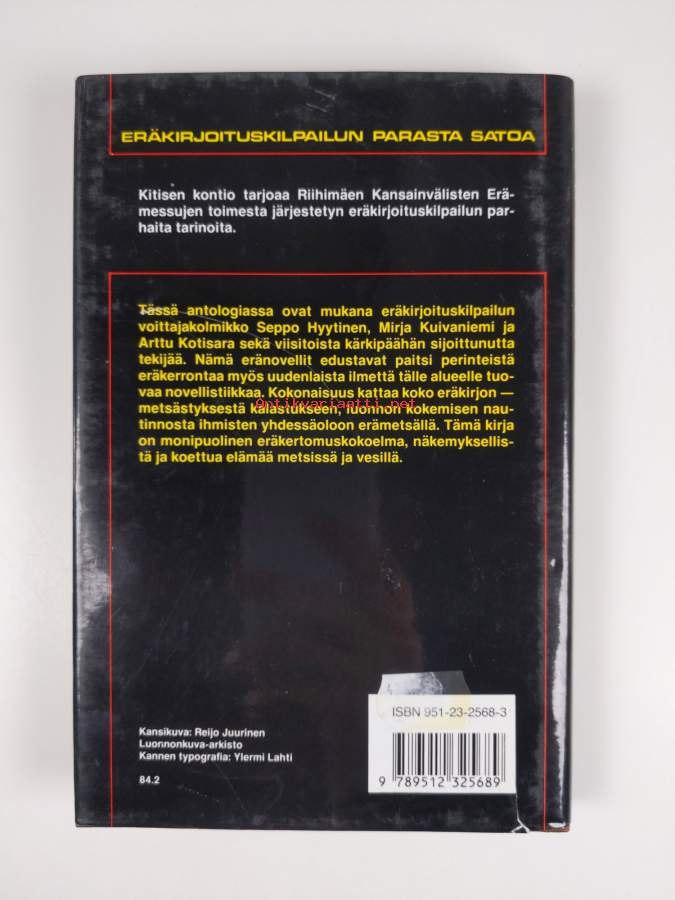 ERÄKIRJOITUSKILPAILUN PARASTA SATOA
Kitisen kontio tarjoaa Riihimäen Kansainvälisten Erä-
messujen toimesta järjestetyn eräkirjoituskilpailun par-
haita tarinoita.
Tässä antologiassa ovat mukana eräkirjoituskilpailun
voittajakolmikko Seppo Hyytinen, Mirja Kuivaniemi ja
Arttu Kotisara sekä viisitoista kärkipäähän sijoittunutta
tekijää. Nämä eränovellit edustavat paitsi perinteistä
eräkerrontaa myös uudenlaista ilmettä tälle alueelle tuo-
vaa novellistiikkaa. Kokonaisuus kattaa koko eräkirjon —
metsästyksestä kalastukseen, luonnon kokemisen nau-
tinnosta ihmisten yhdessäoloon erämetsällä. Tämä kirja
on monipuolinen eräkertomuskokoelma, näkemyksellis-
tä ja koettua elämää metsissä ja vesillä.
Antikvariaatti.net
ISBN 951-23-2568-3
9 789512 325689
Kansikuva: Reijo Juurinen
Luonnonkuva-arkisto
Kannen typografia: Ylermi Lahti
84.2